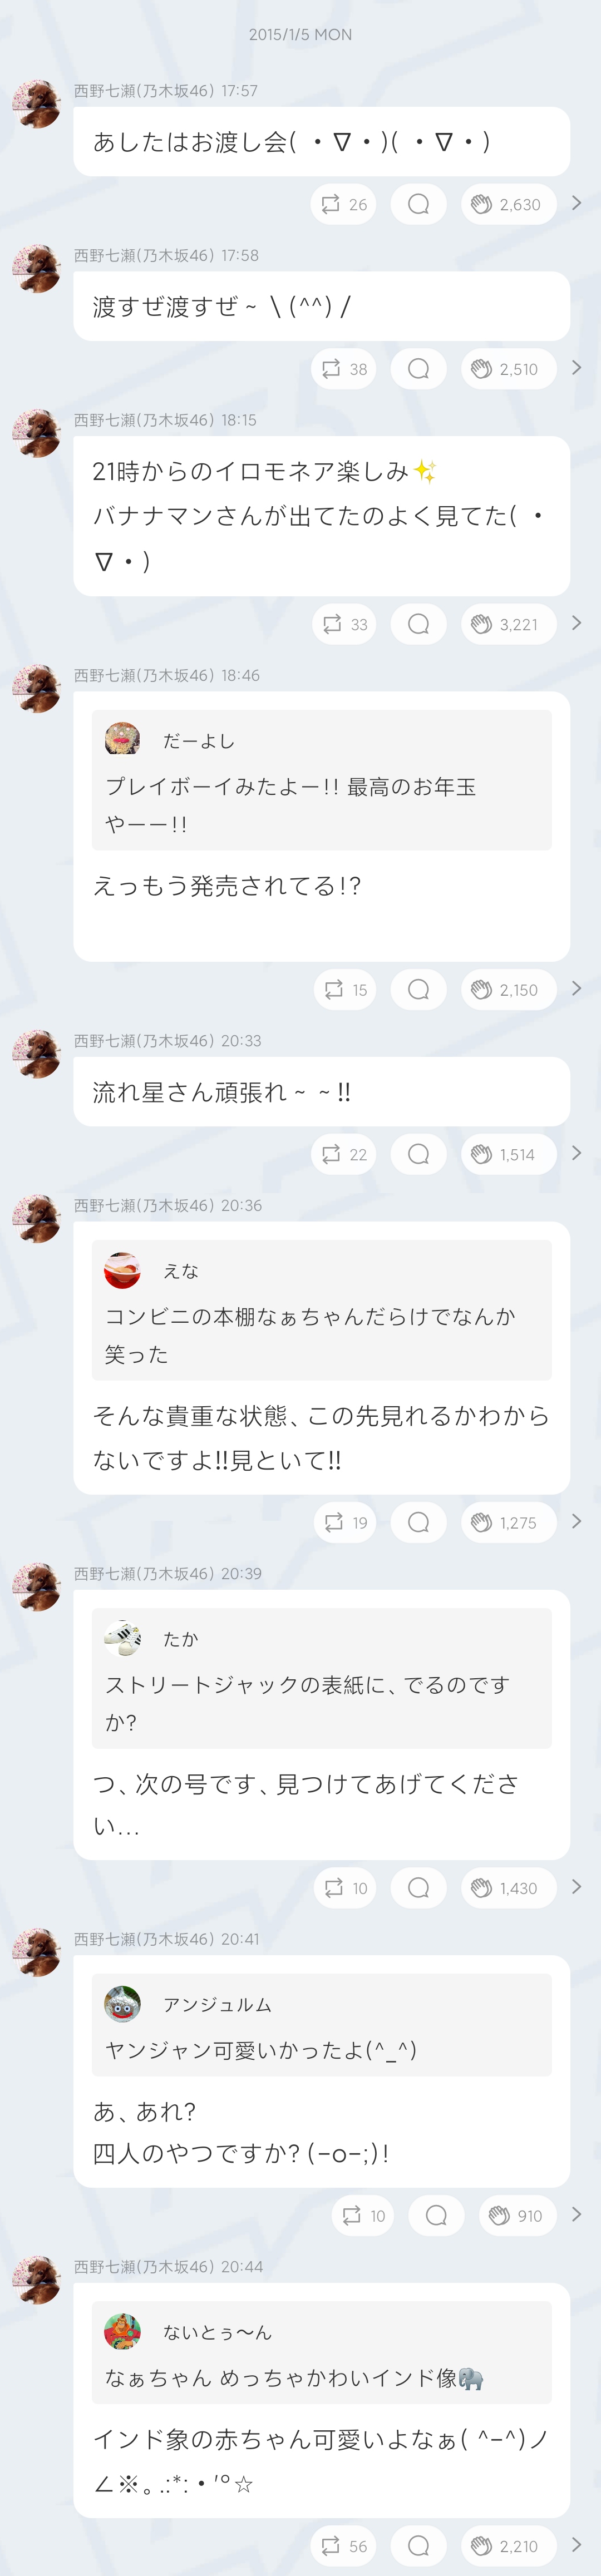 2015/1/5 MON
西野七瀬(乃木坂46) 17:57
あしたはお渡し会( ・∇・)( ・∇・)
26
2,630
西野七瀬(乃木坂46) 17:58
渡すぜ渡すぜ~ \(^^)/
38
2,510
西野七瀬(乃木坂46) 18:15
21時からのイロモネア楽しみ✨
バナナマンさんが出てたのよく見てた( ・
∇・)
33
3,221
西野七瀬(乃木坂46) 18:46
だーよし
プレイボーイみたよー!! 最高のお年玉
やーー!!
えっもう発売されてる!?
15
2,150
西野七瀬(乃木坂46) 20:33
流れ星さん頑張れ~ ~‼
22
1,514
西野七瀬(乃木坂46) 20:36
えな
コンビニの本棚なぁちゃんだらけでなんか
笑った
そんな貴重な状態、この先見れるかわから
ないですよ‼見といて‼
19
1,275
西野七瀬(乃木坂46) 20:39
たか
ストリートジャックの表紙に、でるのです
か?
つ、次の号です、見つけてあげてくださ
い...
10
1,430
西野七瀬(乃木坂46) 20:41
アンジュルム
ヤンジャン可愛いかったよ(^_^)
あ、あれ?
四人のやつですか? (-o-;)!
10
910
西野七瀬(乃木坂46) 20:44
ないとぅ〜ん
なぁちゃん めっちゃかわいインド像🐘
インド象の赤ちゃん可愛いよなぁ( ^-^)ノ
∠※。.:*:・'°☆
56
2,210